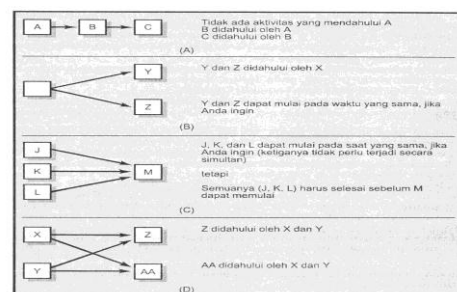 A B C
Tidak ada aktivitas yang mendahului A
B didahului oleh A
C didahului oleh B
(A)
Y
Y dan Z didahului oleh X
Z
Y dan Z dapat mulai pada waktu yang sama, jika
Anda ingin
(B)
J
K
L
M
J, K, dan L dapat mulai pada saat yang sama, jika
Anda ingin (ketiganya tidak perlu terjadi secara
simultan)
tetapi
Semuanya (J, K, L) harus selesai sebelum M
dapat memulai
(C)
X Z
Z didahului oleh X dan Y.
Y AA
AA didahului oleh X dan Y
(D)